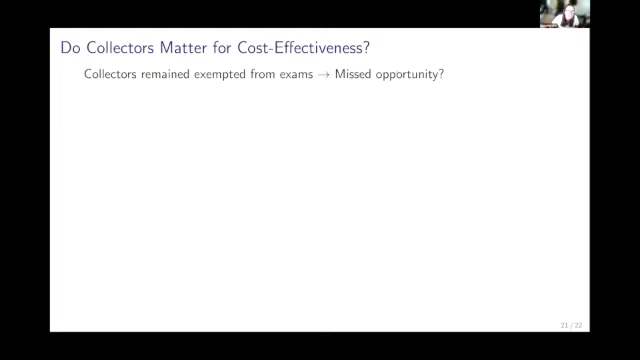 Do Collectors Matter for Cost-Effectiveness?
Collectors remained exempted from exams → Missed opportunity?
21 / 22